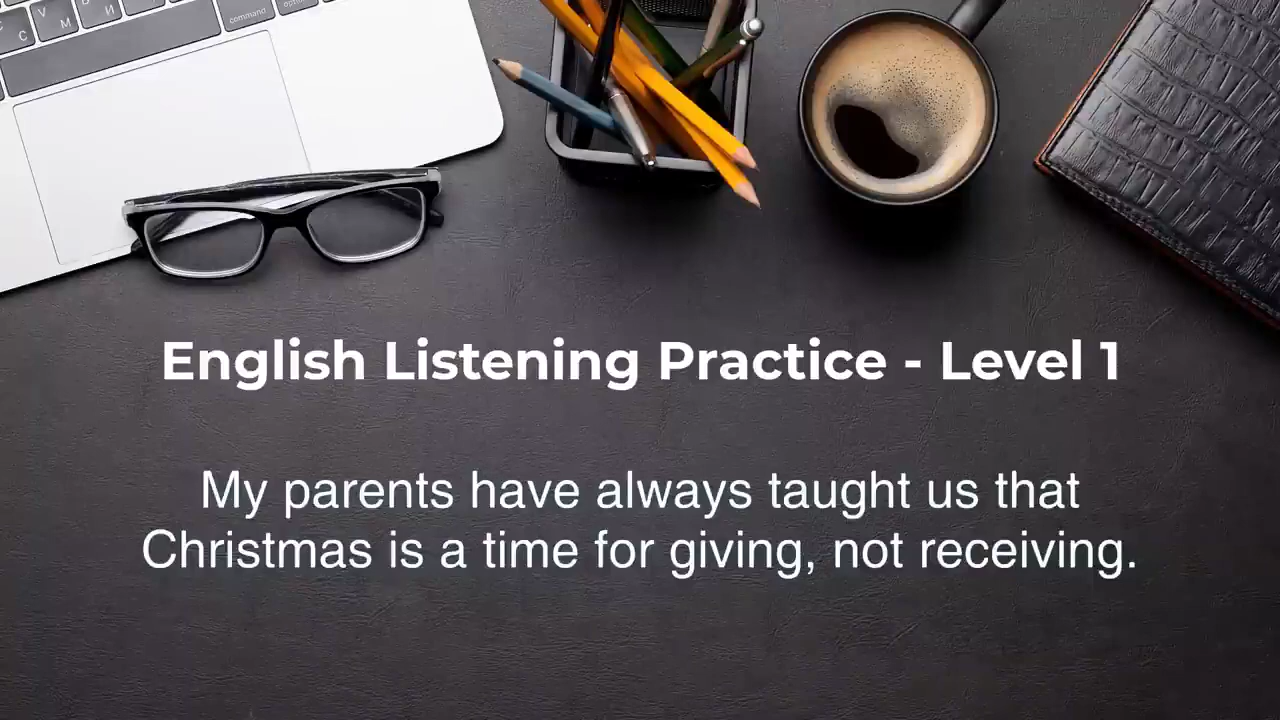 command
English Listening Practice - Level 1
My parents have always taught us that
Christmas is a time for giving, not receiving.